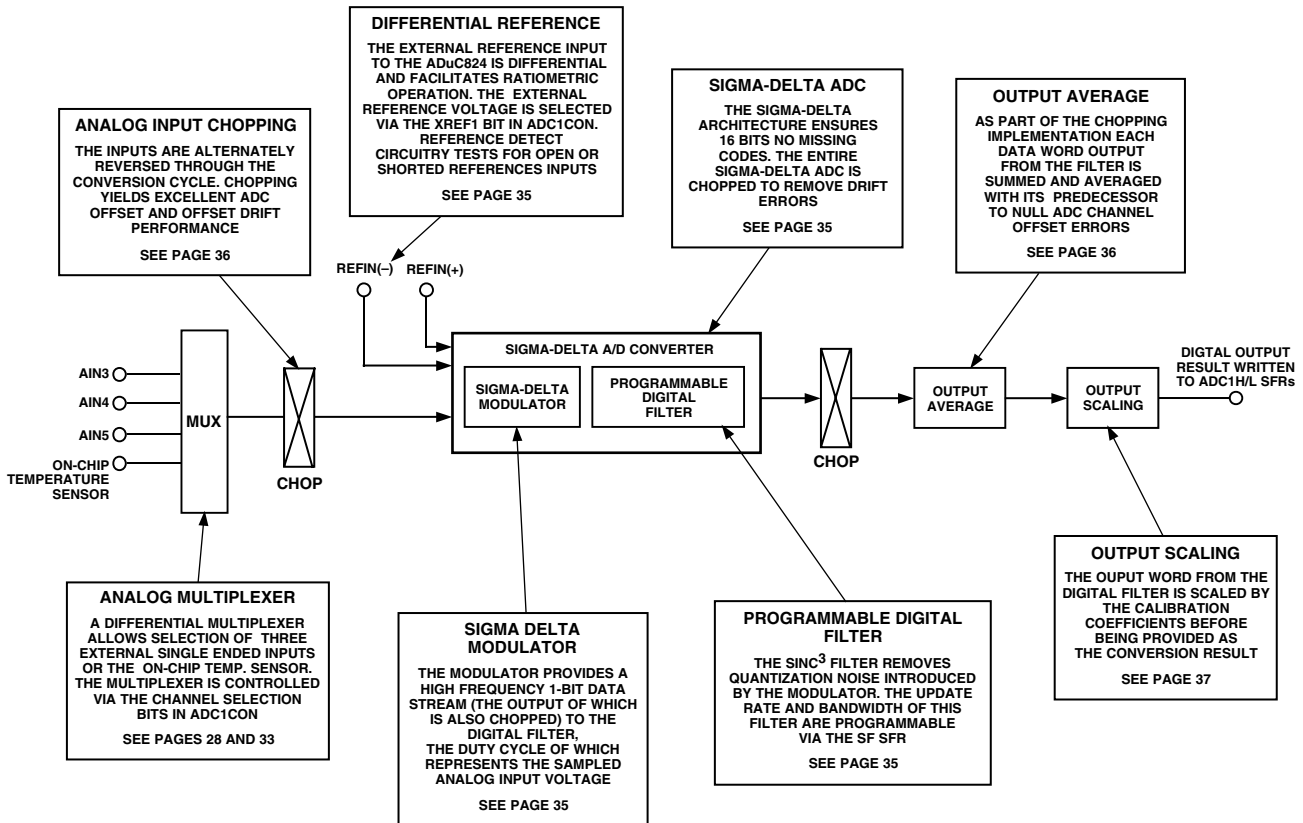 DIFFERENTIAL REFERENCE
THE EXTERNAL REFERENCE INPUT
TO THE ADuC824 IS DIFFERENTIAL
AND FACILITATES RATIOMETRIC
OPERATION. THE EXTERNAL
REFERENCE VOLTAGE IS SELECTED
VIA THE XREF1 BIT IN ADC1CON.
REFERENCE DETECT
CIRCUITRY TESTS FOR OPEN OR
SHORTED REFERENCES INPUTS
SEE PAGE 35
SIGMA-DELTA ADC
THE SIGMA-DELTA
ARCHITECTURE ENSURES
16 BITS NO MISSING
CODES. THE ENTIRE
SIGMA-DELTA ADC IS
CHOPPED TO REMOVE DRIFT
ERRORS
SEE PAGE 35
OUTPUT AVERAGE
AS PART OF THE CHOPPING
IMPLEMENTATION EACH
DATA WORD OUTPUT
FROM THE FILTER IS
SUMMED AND AVERAGED
WITH ITS PREDECESSOR
TO NULL ADC CHANNEL
OFFSET ERRORS
SEE PAGE 36
ANALOG INPUT CHOPPING
THE INPUTS ARE ALTERNATELY
REVERSED THROUGH THE
CONVERSION CYCLE. CHOPPING
YIELDS EXCELLENT ADC
OFFSET AND OFFSET DRIFT
PERFORMANCE
SEE PAGE 36
REFIN(–) REFIN(+)
AIN3
AIN4
AIN5
ON-CHIP
TEMPERATURE
SENSOR
MUX
CHOP
SIGMA-DELTA A/D CONVERTER
SIGMA-DELTA
MODULATOR
PROGRAMMABLE
DIGITAL
FILTER
CHOP
OUTPUT
AVERAGE
OUTPUT
SCALING
DIGTAL OUTPUT
RESULT WRITTEN
TO ADC1H/L SFRs
ANALOG MULTIPLEXER
A DIFFERENTIAL MULTIPLEXER
ALLOWS SELECTION OF THREE
EXTERNAL SINGLE ENDED INPUTS
OR THE ON-CHIP TEMP. SENSOR.
THE MULTIPLEXER IS CONTROLLED
VIA THE CHANNEL SELECTION
BITS IN ADC1CON
SEE PAGES 28 AND 33
SIGMA DELTA
MODULATOR
THE MODULATOR PROVIDES A
HIGH FREQUENCY 1-BIT DATA
STREAM (THE OUTPUT OF WHICH
IS ALSO CHOPPED) TO THE
DIGITAL FILTER,
THE DUTY CYCLE OF WHICH
REPRESENTS THE SAMPLED
ANALOG INPUT VOLTAGE
SEE PAGE 35
PROGRAMMABLE DIGITAL
FILTER
THE SINC³ FILTER REMOVES
QUANTIZATION NOISE INTRODUCED
BY THE MODULATOR. THE UPDATE
RATE AND BANDWIDTH OF THIS
FILTER ARE PROGRAMMABLE
VIA THE SF SFR
SEE PAGE 35
OUTPUT SCALING
THE OUPUT WORD FROM THE
DIGITAL FILTER IS SCALED BY
THE CALIBRATION
COEFFICIENTS BEFORE
BEING PROVIDED AS
THE CONVERSION RESULT
SEE PAGE 37